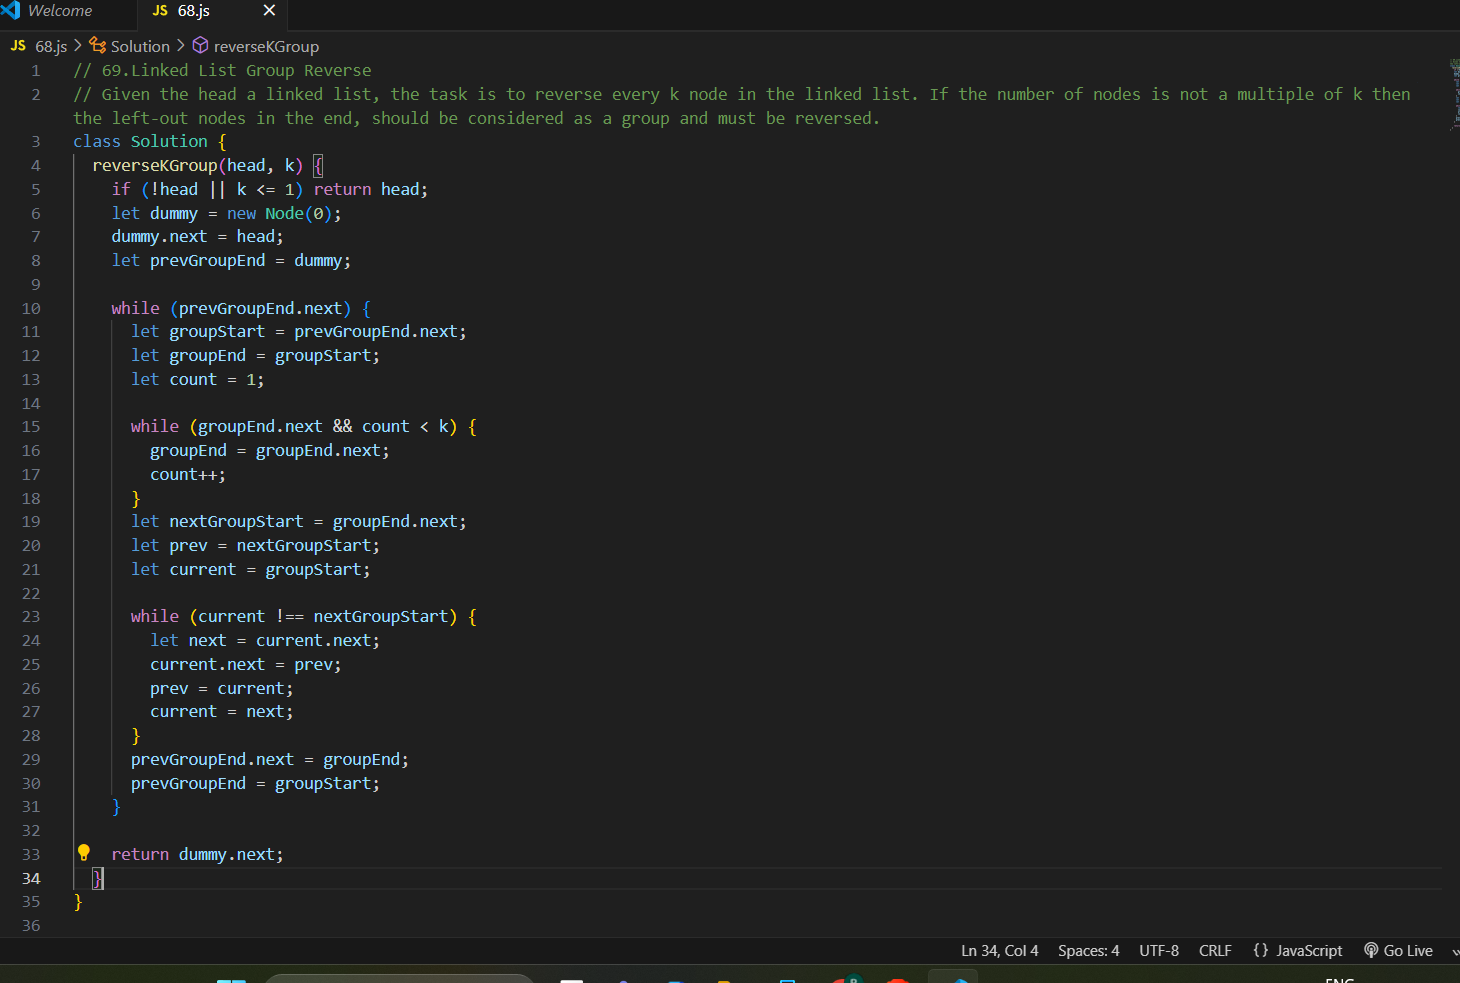 Welcome JS 68.js
JS 68.js > Solution > reverseKGroup
1 // 69.Linked List Group Reverse
2 // Given the head a linked list, the task is to reverse every k node in the linked list. If the number of nodes is not a multiple of k then
the left-out nodes in the end, should be considered as a group and must be reversed.
3 class Solution {
4 reverseKGroup(head, k) {
5 if (!head || k <= 1) return head;
6 let dummy = new Node(0);
7 dummy.next = head;
8 let prevGroupEnd = dummy;
9
10 while (prevGroupEnd.next) {
11 let groupStart = prevGroupEnd.next;
12 let groupEnd = groupStart;
13 let count = 1;
14
15 while (groupEnd.next && count < k) {
16 groupEnd = groupEnd.next;
17 count++;
18 }
19 let nextGroupStart = groupEnd.next;
20 let prev = nextGroupStart;
21 let current = groupStart;
22
23 while (current !== nextGroupStart) {
24 let next = current.next;
25 current.next = prev;
26 prev = current;
27 current = next;
28 }
29 prevGroupEnd.next = groupEnd;
30 prevGroupEnd = groupStart;
31 }
32
33 return dummy.next;
34 }
35 }
36
Ln 34, Col 4 Spaces: 4 UTF-8 CRLF {} JavaScript Go Live
ENG